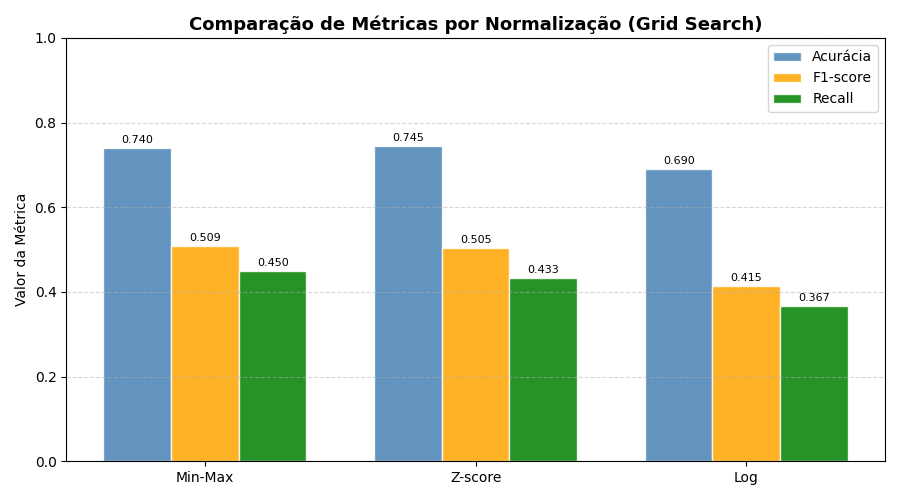 Comparação de Métricas por Normalização (Grid Search)
Valor da Métrica
1.0
0.8
0.6
0.4
0.2
0.0
Acurácia
F1-score
Recall
0.740
0.509
0.450
0.745
0.505
0.433
0.690
0.415
0.367
Min-Max
Z-score
Log